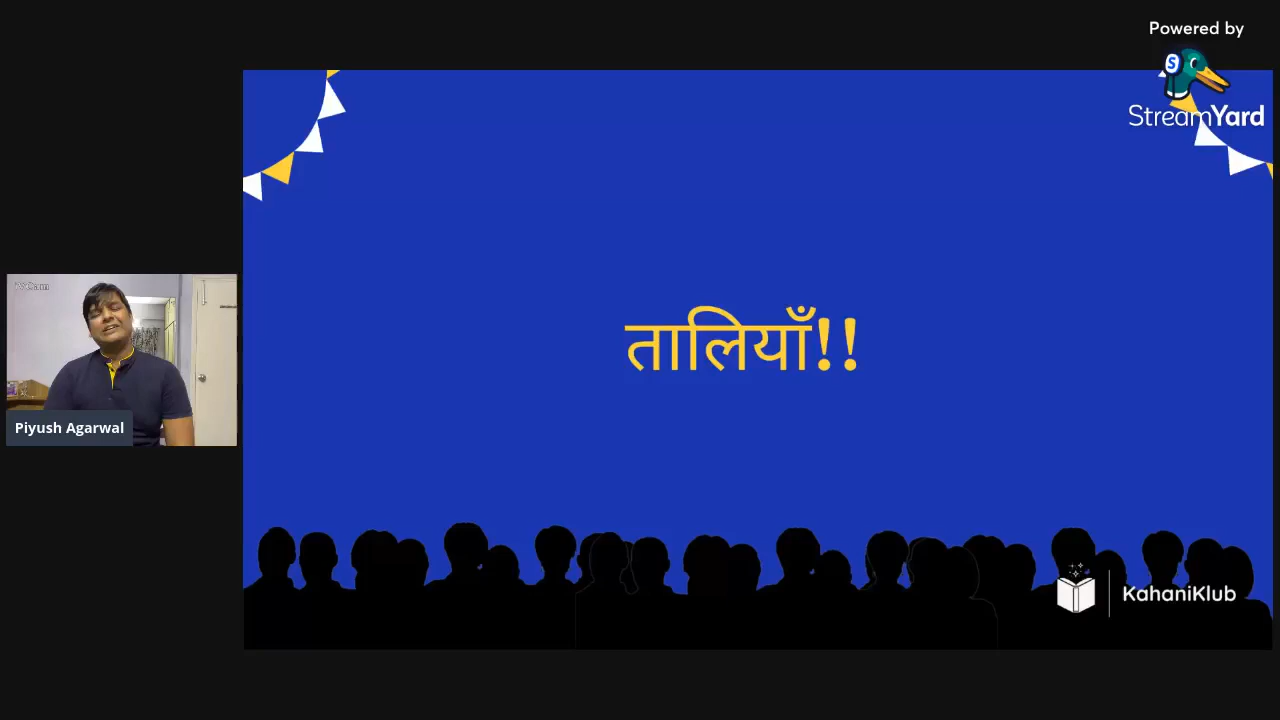 Powered by
StreamYard
तालियाँ!!
Piyush Agarwal
KahaniKlub